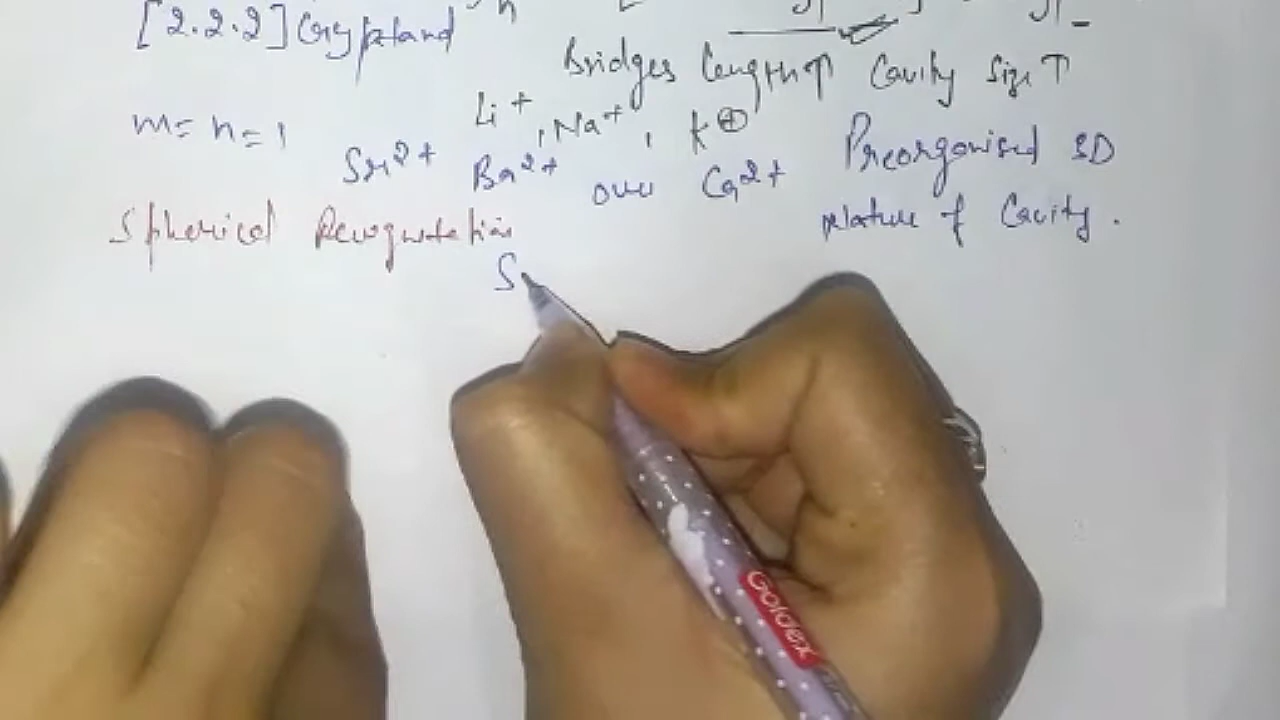 [2.2.2] Cryptand
Bridges length↑ Cavity Size ↑
Li+, Na+, K⊕
m = n = 1
Sr2+ Ba2+ over Ca2+
Preorganised 3D
nature of Cavity.
Spherical
S
Goldex